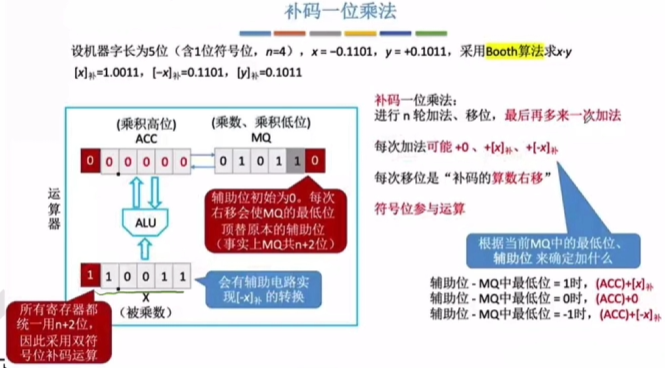 补码一位乘法
设机器字长为5位（含1位符号位，n=4），x = −0.1101，y = +0.1011，采用Booth算法求x·y
[x]补=1.0011，[−x]补=0.1101，[y]补=0.1011
补码一位乘法：
进行 n 轮加法、移位，最后再多来一次加法
每次加法可能 +0 、+[x]补、+[-x]补
每次移位是“补码的算数右移”
符号位参与运算
根据当前MQ中的最低位、
辅助位 来确定加什么
辅助位 - MQ中最低位 = 1时，(ACC)+[x]补
辅助位 - MQ中最低位 = 0时，(ACC)+0
辅助位 - MQ中最低位 = -1时，(ACC)+[-x]补
运算器
(乘积高位)
ACC
(乘数、乘积低位)
MQ
0 0 0 0 0 0
0 1 0 1 1 0
ALU
辅助位初始为0。每次
右移会使MQ的最低位
顶替原本的辅助位
（事实上MQ共n+2位）
1 1 0 0 1 1
X
（被乘数）
会有辅助电路实
现[-x]补 的转换
所有寄存器都
统一用n+2位，
因此采用双符
号位补码运算